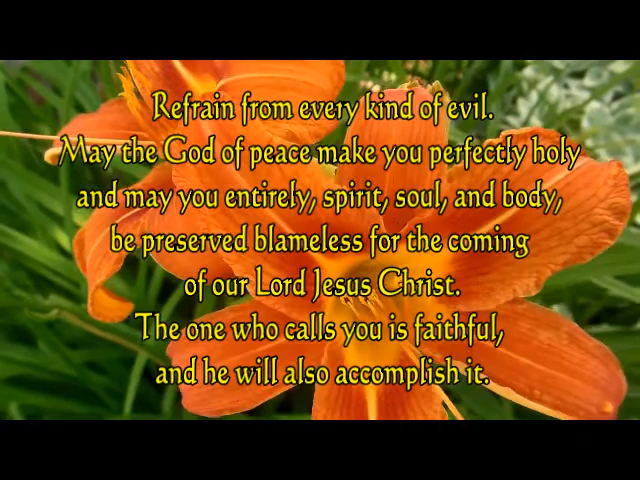 Refrain from every kind of evil.
May the God of peace make you perfectly holy
and may you entirely, spirit, soul, and body,
be preserved blameless for the coming
of our Lord Jesus Christ.
The one who calls you is faithful,
and he will also accomplish it.